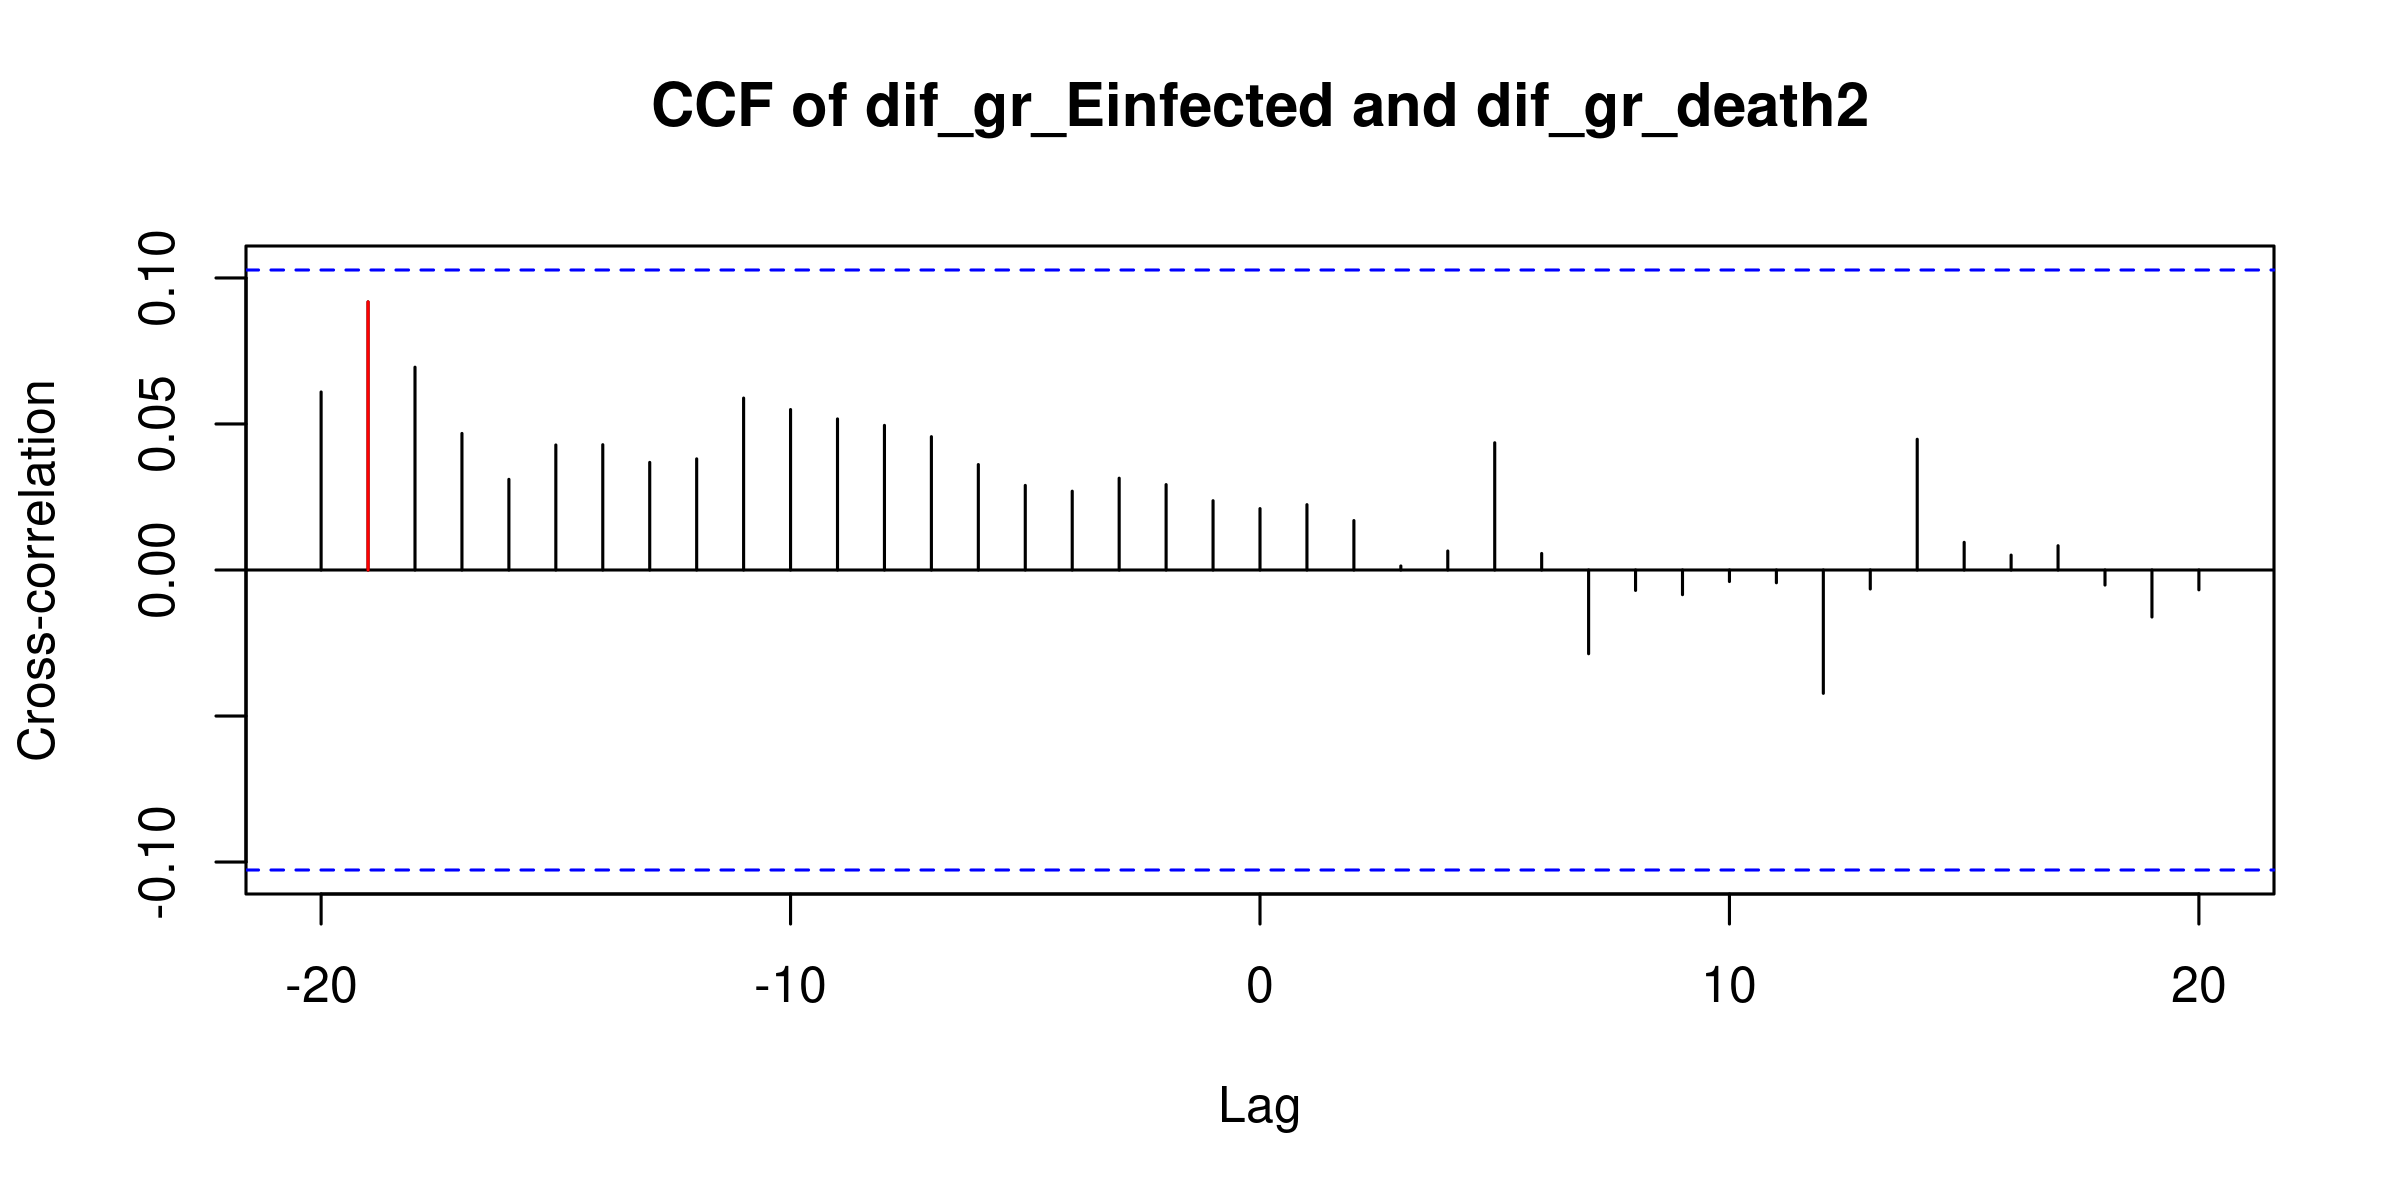 CCF of dif_gr_Einfected and dif_gr_death2
Cross-correlation
0.10
0.05
0.00
-0.10
-20 -10 0 10 20
Lag